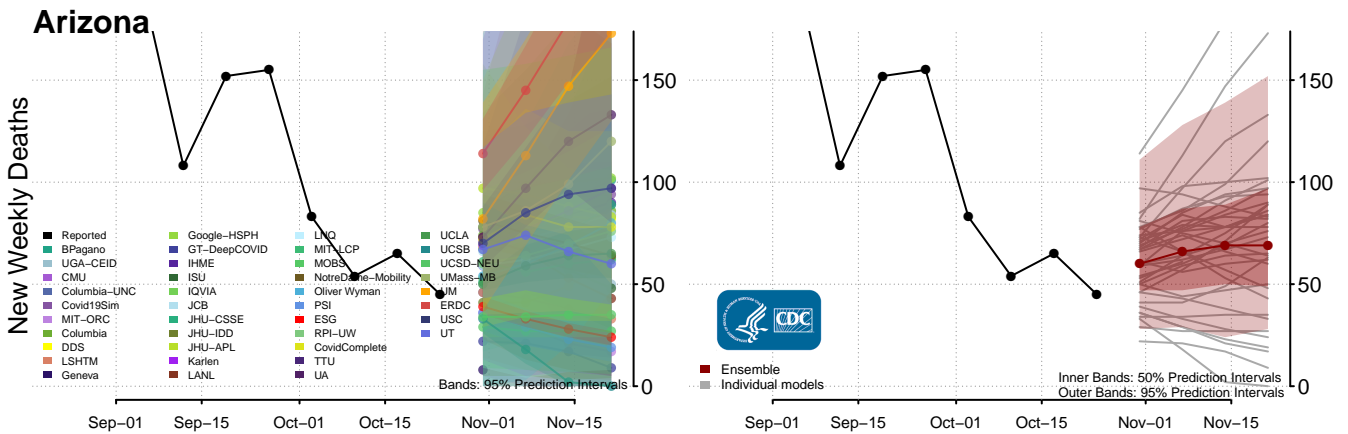 Arizona
New Weekly Deaths
150
100
50
0
Reported
BPagano
UGA−CEID
CMU
Columbia−UNC
Covid19Sim
MIT−ORC
Columbia
DDS
LSHTM
Geneva
Google−HSPH
GT−DeepCOVID
IHME
ISU
IQVIA
JCB
JHU−CSSE
JHU−IDD
JHU−APL
Karlen
LANL
LNQ
MIT−LCP
MOBS
NotreDame−Mobility
Oliver Wyman
PSI
ESG
RPI−UW
CovidComplete
TTU
UA
UCLA
UCSB
UCSD−NEU
UMass−MB
UM
ERDC
USC
UT
Bands: 95% Prediction Intervals
Sep−01
Sep−15
Oct−01
Oct−15
Nov−01
Nov−15
150
100
50
0
CDC
Ensemble
Individual models
Inner Bands: 50% Prediction Intervals
Outer Bands: 95% Prediction Intervals
Sep−01
Sep−15
Oct−01
Oct−15
Nov−01
Nov−15